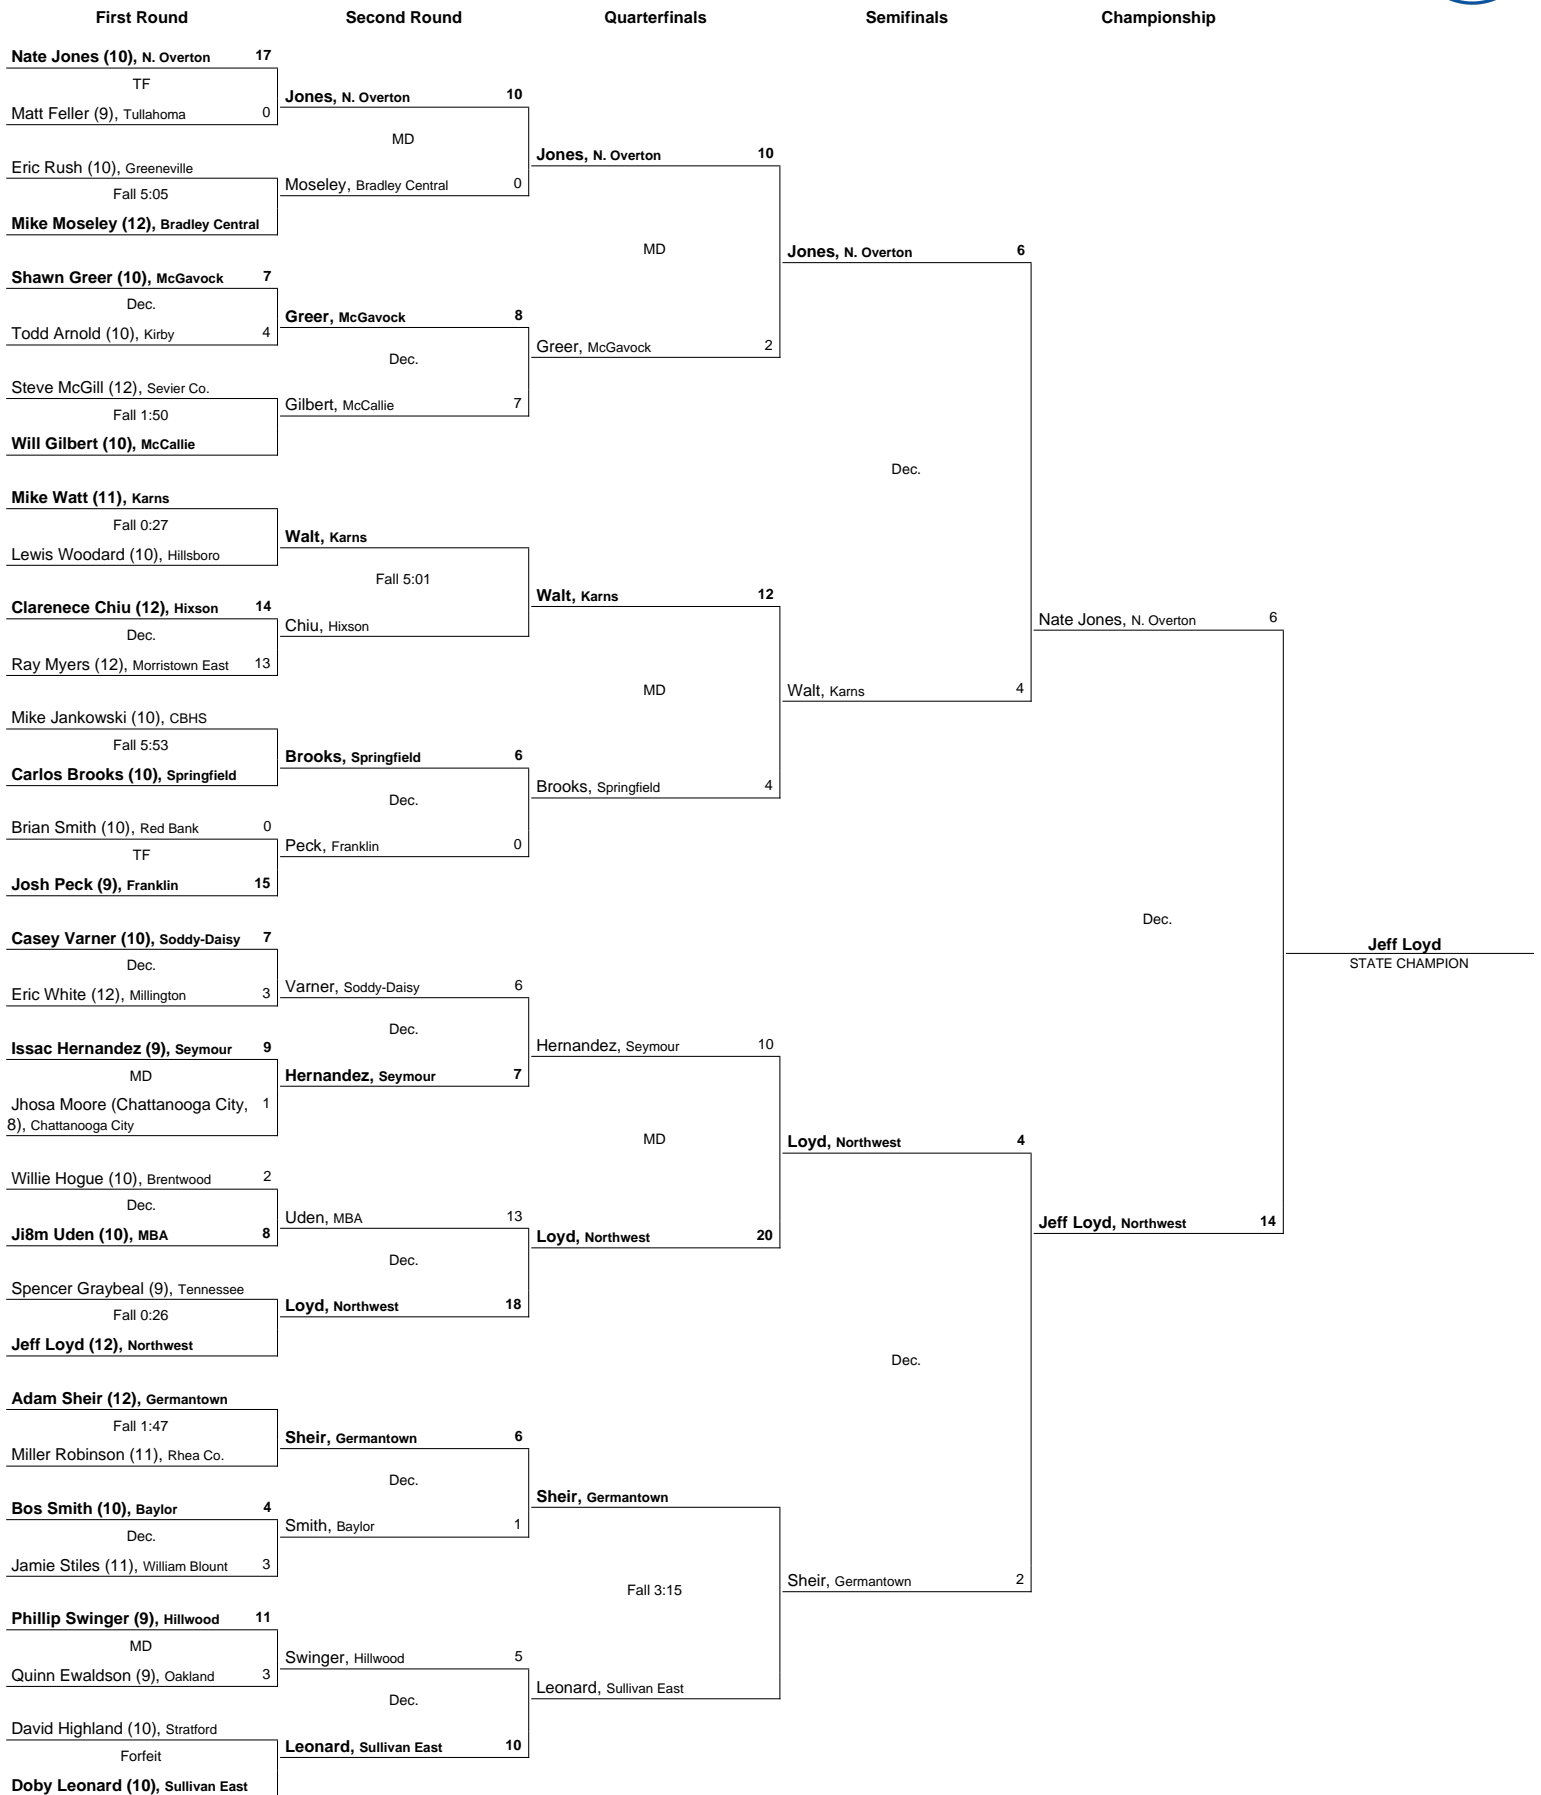 First Round
Second Round
Quarterfinals
Semifinals
Championship
Nate Jones (10), N. Overton 17
TF
Matt Feller (9), Tullahoma 0
Eric Rush (10), Greeneville
Fall 5:05
Mike Moseley (12), Bradley Central
Shawn Greer (10), McGavock 7
Dec.
Todd Arnold (10), Kirby 4
Steve McGill (12), Sevier Co.
Fall 1:50
Will Gilbert (10), McCallie
Mike Watt (11), Karns
Fall 0:27
Lewis Woodard (10), Hillsboro
Clarenece Chiu (12), Hixson 14
Dec.
Ray Myers (12), Morristown East 13
Mike Jankowski (10), CBHS
Fall 5:53
Carlos Brooks (10), Springfield
Brian Smith (10), Red Bank 0
TF
Josh Peck (9), Franklin 15
Casey Varner (10), Soddy-Daisy 7
Dec.
Eric White (12), Millington 3
Issac Hernandez (9), Seymour 9
MD
Jhosa Moore (Chattanooga City, 1
8), Chattanooga City
Willie Hogue (10), Brentwood 2
Dec.
Ji8m Uden (10), MBA 8
Spencer Graybeal (9), Tennessee
Fall 0:26
Jeff Loyd (12), Northwest
Adam Sheir (12), Germantown
Fall 1:47
Miller Robinson (11), Rhea Co.
Bos Smith (10), Baylor 4
Dec.
Jamie Stiles (11), William Blount 3
Phillip Swinger (9), Hillwood 11
MD
Quinn Ewaldson (9), Oakland 3
David Highland (10), Stratford
Forfeit
Doby Leonard (10), Sullivan East
Jones, N. Overton 10
MD
Moseley, Bradley Central 0
Greer, McGavock 8
Dec.
Gilbert, McCallie 7
Walt, Karns
Fall 5:01
Chiu, Hixson
Brooks, Springfield 6
Dec.
Peck, Franklin 0
Varner, Soddy-Daisy 6
Dec.
Hernandez, Seymour 7
Uden, MBA 13
Dec.
Loyd, Northwest 18
Sheir, Germantown 6
Dec.
Smith, Baylor 1
Swinger, Hillwood 5
Dec.
Leonard, Sullivan East 10
Jones, N. Overton 10
MD
Greer, McGavock 2
Walt, Karns 12
MD
Brooks, Springfield 4
Hernandez, Seymour 10
MD
Loyd, Northwest 20
Sheir, Germantown
Fall 3:15
Leonard, Sullivan East
Jones, N. Overton 6
Dec.
Walt, Karns 4
Loyd, Northwest 4
Dec.
Sheir, Germantown 2
Nate Jones, N. Overton 6
Dec.
Jeff Loyd, Northwest 14
Jeff Loyd
STATE CHAMPION